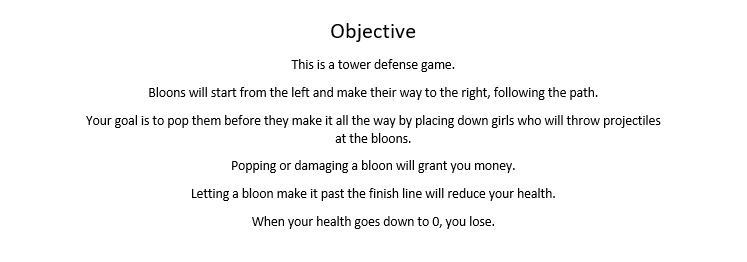 Objective
This is a tower defense game.
Bloons will start from the left and make their way to the right, following the path.
Your goal is to pop them before they make it all the way by placing down girls who will throw projectiles
at the bloons.
Popping or damaging a bloon will grant you money.
Letting a bloon make it past the finish line will reduce your health.
When your health goes down to 0, you lose.